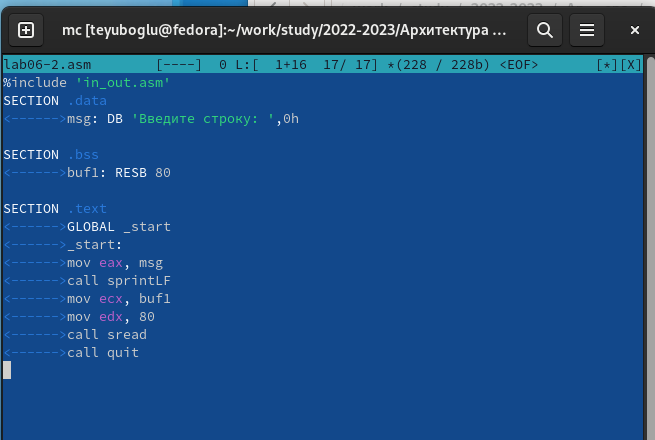 mc [teyuboglu@fedora]:~/work/study/2022-2023/Архитектура ...
lab06-2.asm [----] 0 L:[ 1+16 17/ 17] *(228 / 228b) <EOF> [*][X]
%include 'in_out.asm'
SECTION .data
<------>msg: DB 'Введите строку: ',0h
SECTION .bss
<------>buf1: RESB 80
SECTION .text
<------>GLOBAL _start
<------>_start:
<------>mov eax, msg
<------>call sprintLF
<------>mov ecx, buf1
<------>mov edx, 80
<------>call sread
<------>call quit